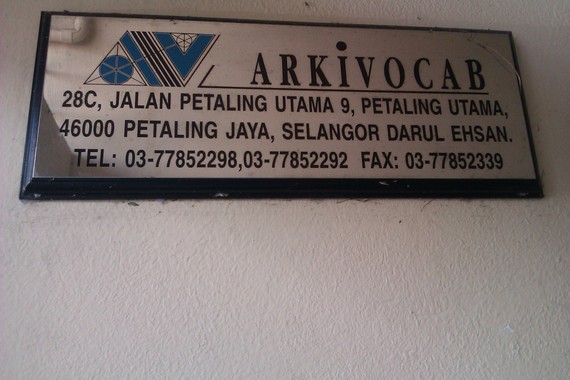 ARKiVOCAB
28C, JALAN PETALING UTAMA 9, PETALING UTAMA,
46000 PETALING JAYA, SELANGOR DARUL EHSAN.
TEL: 03-77852298,03-77852292 FAX: 03-77852339